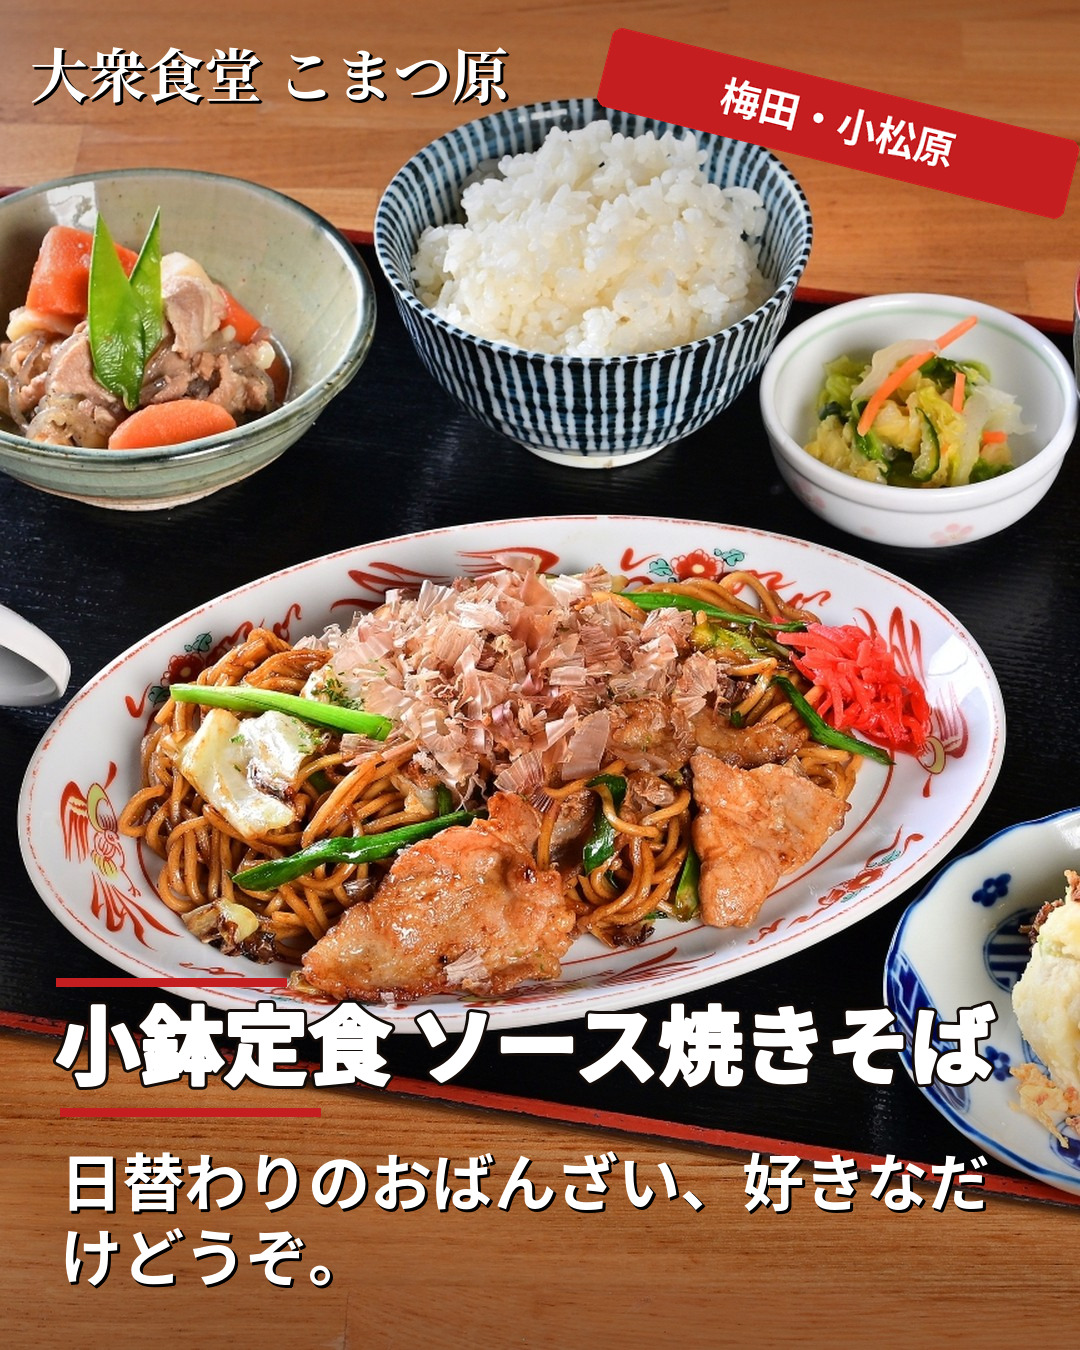 大衆食堂 こまつ原
梅田・小松原
小鉢定食 ソース焼きそば
日替わりのおばんざい、好きなだ
けどうぞ。